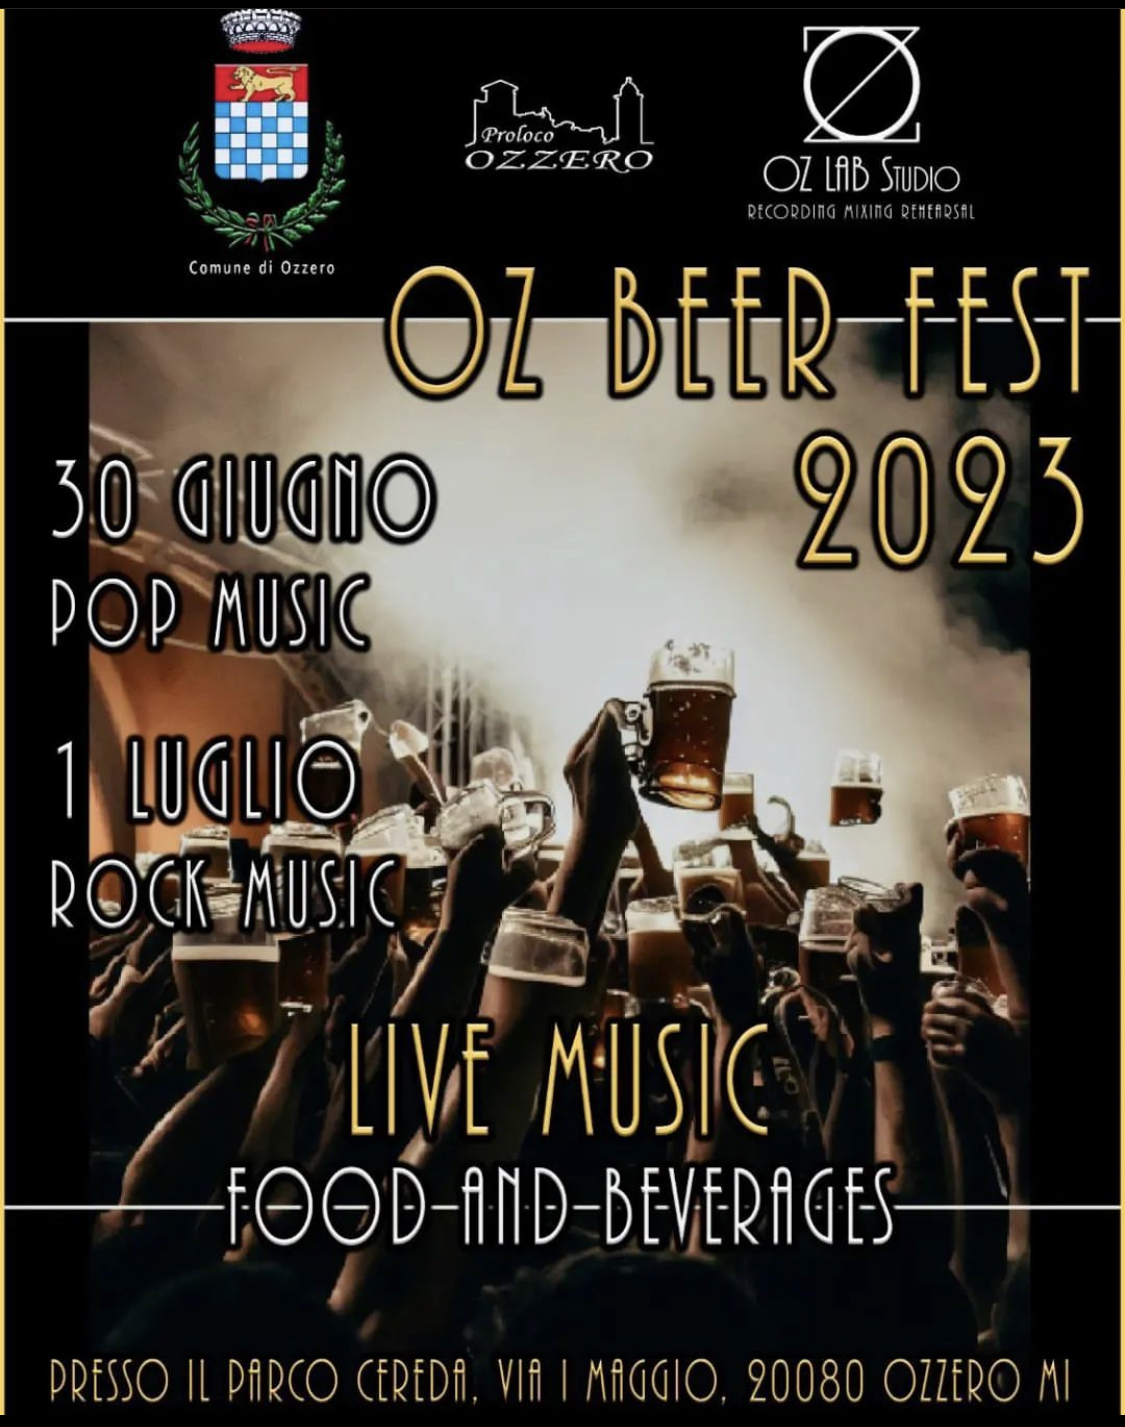 Comune di Ozzero
Proloco
OZZERO
OZ LAB STUDIO
RECORDING MIXING REHEARSAL
OZ BEER FEST
2023
30 GIUGNO
POP MUSIC
1 LUGLIO
ROCK MUSIC
LIVE MUSIC
FOOD AND BEVERAGES
PRESSO IL PARCO CEREDA, VIA I MAGGIO, 20080 OZZERO MI